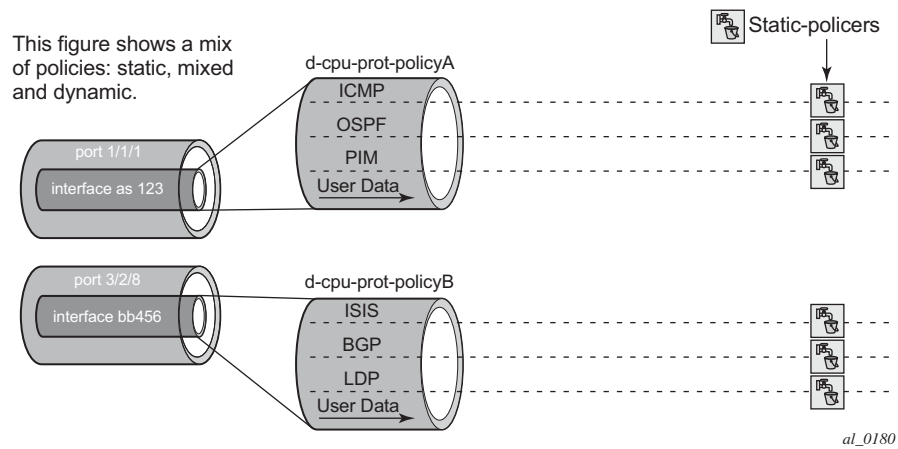 Static-policers
This figure shows a mix
of policies: static, mixed
and dynamic.
d-cpu-prot-policyA
ICMP
OSPF
PIM
User Data
port 1/1/1
interface as 123
d-cpu-prot-policyB
ISIS
BGP
LDP
User Data
port 3/2/8
interface bb456
al_0180